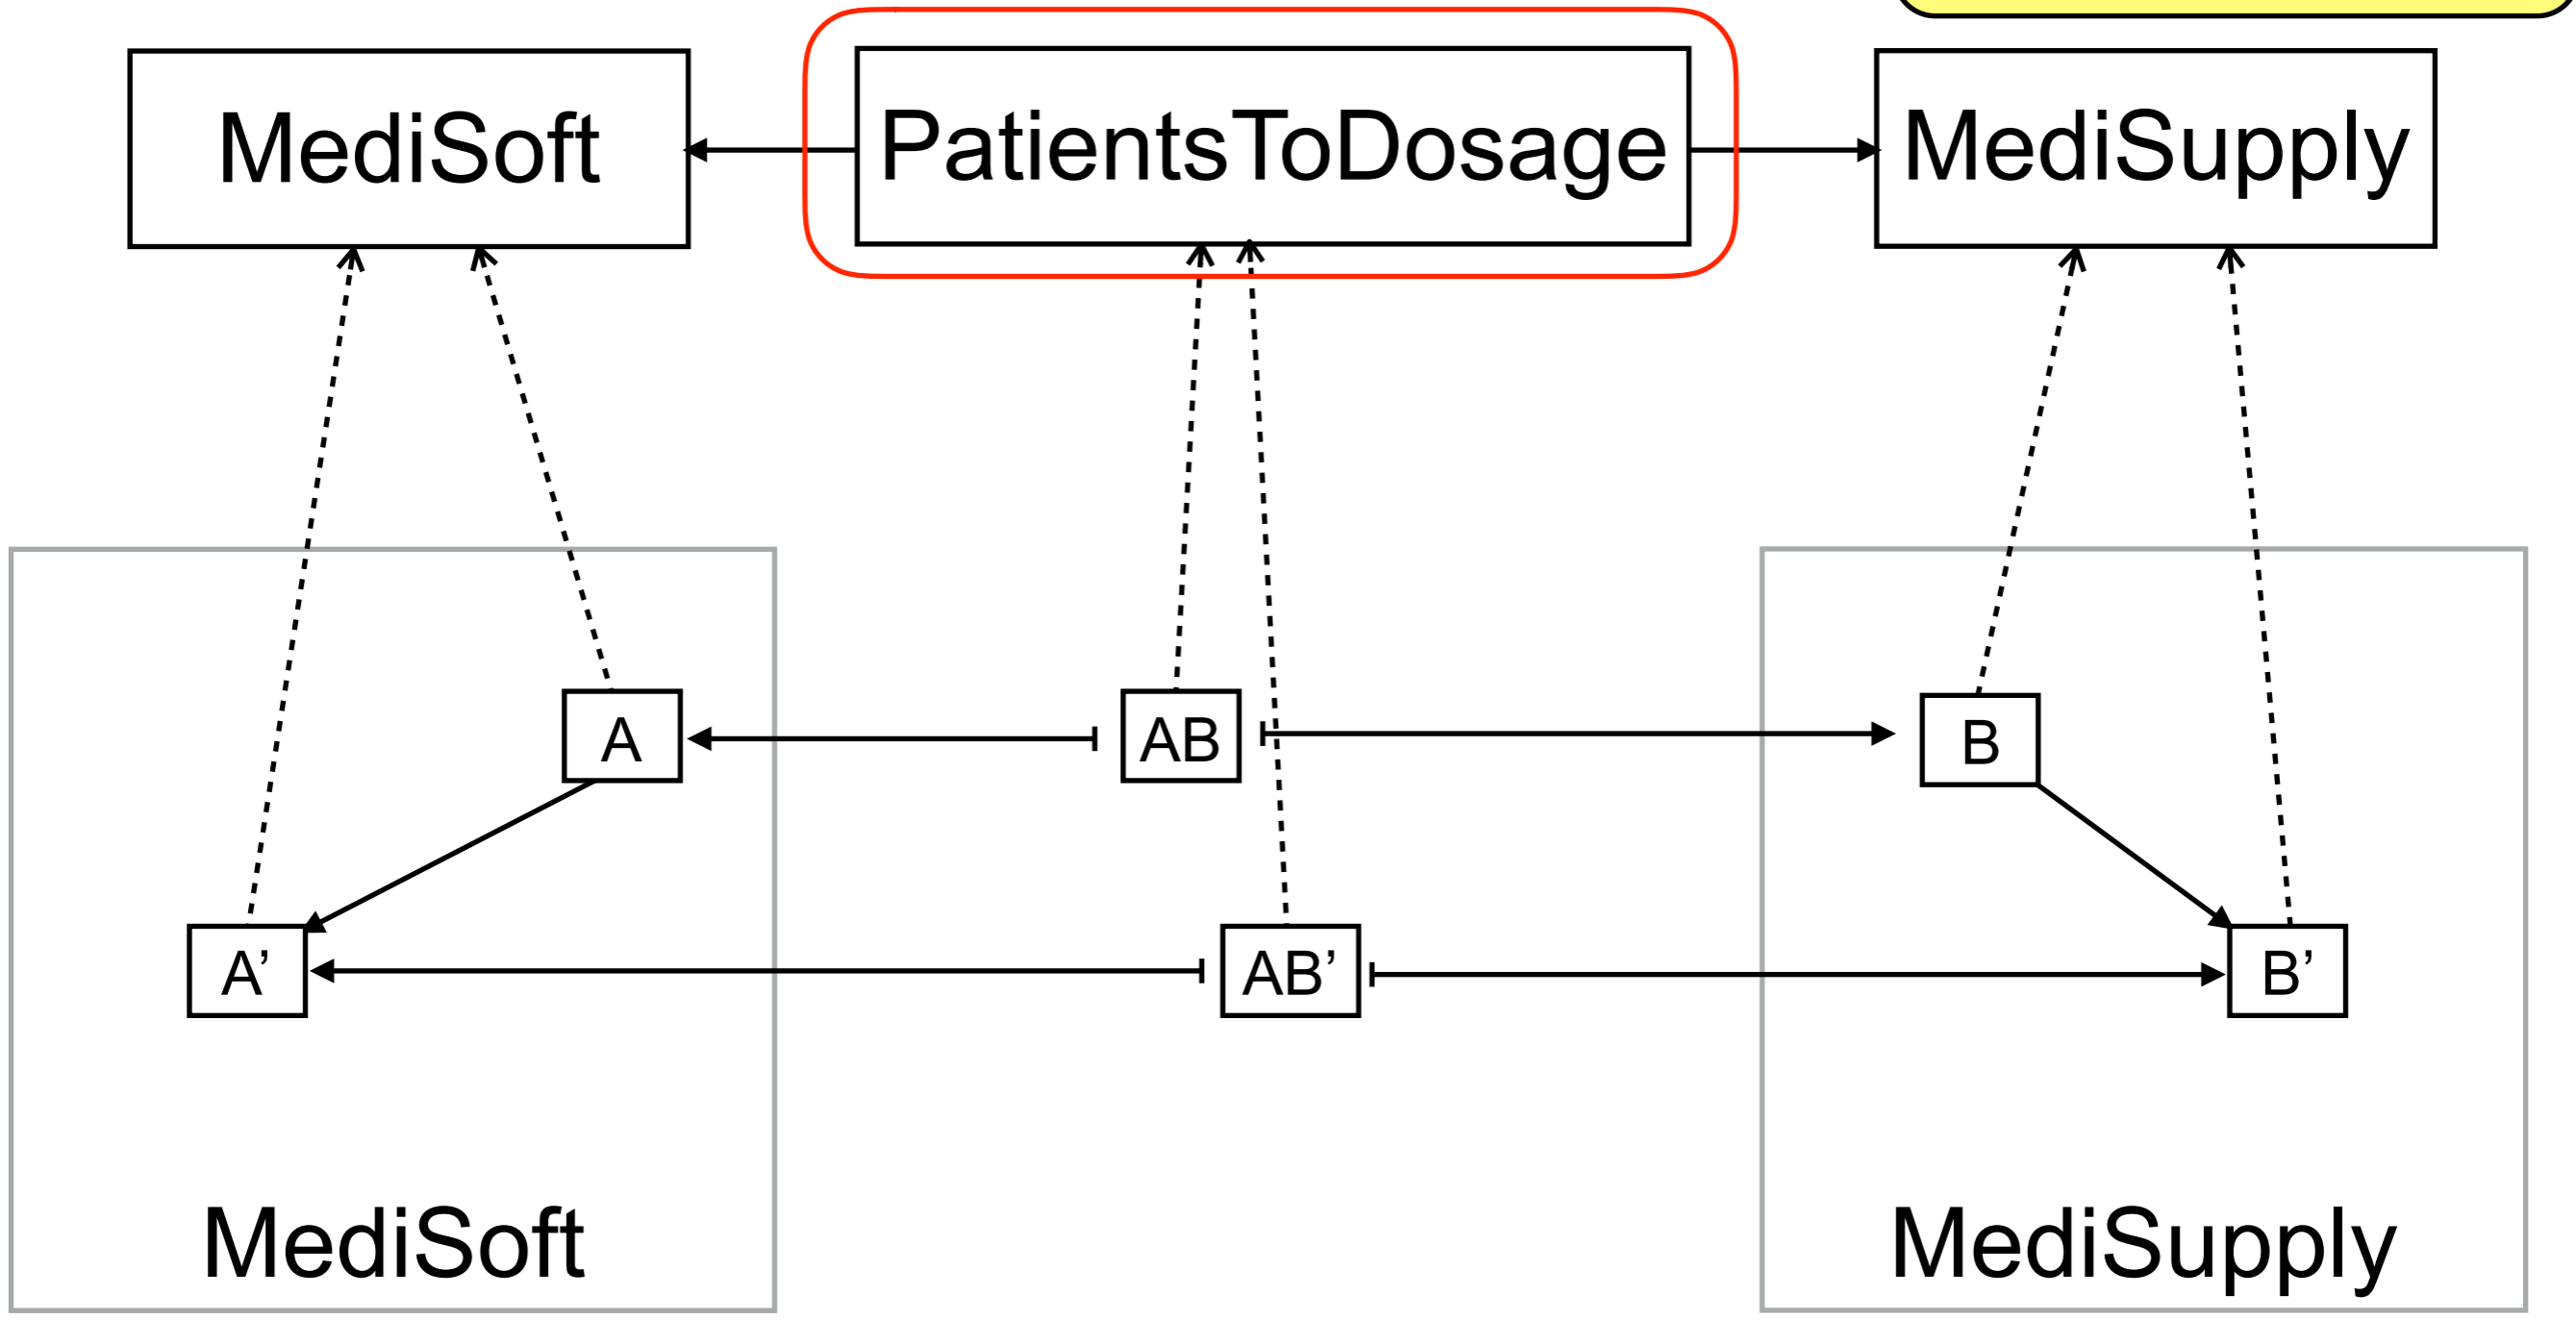 MediSoft
PatientsToDosage
MediSupply
A
AB
B
A’
AB’
B’
MediSoft
MediSupply